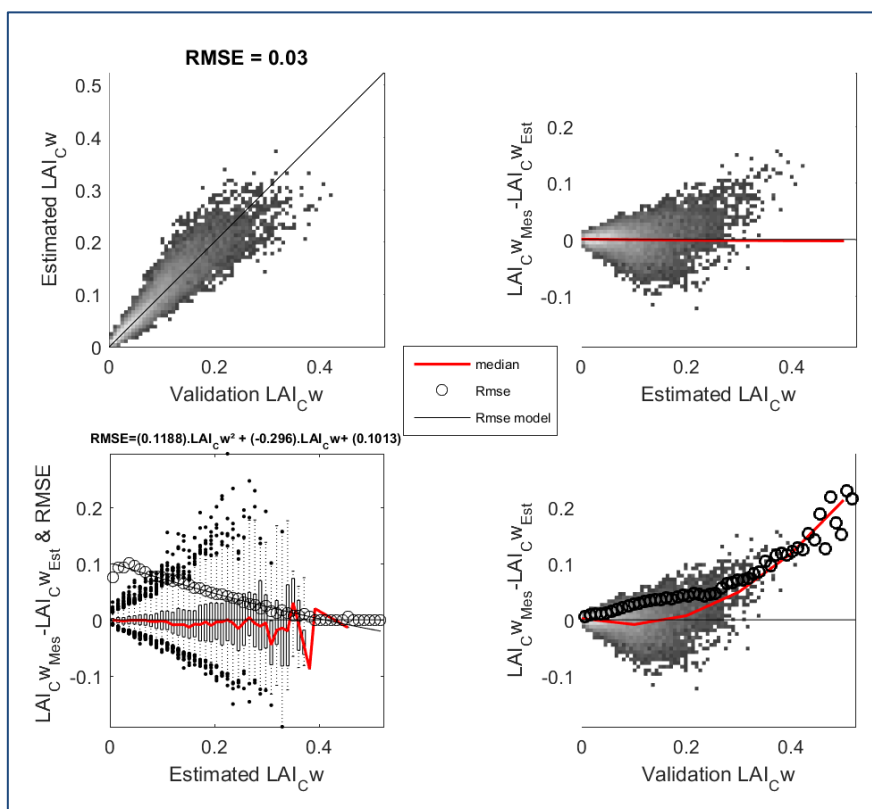 RMSE = 0.03
Estimated LAI_Cw
0.5
0.4
0.3
0.2
0.1
0
0
0.2
0.4
Validation LAI_Cw
LAI_Cw_Mes-LAI_Cw_Est
0.2
0.1
0
-0.1
0
0.2
0.4
Estimated LAI_Cw
median
Rmse
Rmse model
RMSE=(0.1188).LAI_Cw² + (-0.296).LAI_Cw+ (0.1013)
LAI_Cw_Mes-LAI_Cw_Est & RMSE
0.2
0.1
0
-0.1
0
0.2
0.4
Estimated LAI_Cw
LAI_Cw_Mes-LAI_Cw_Est
0.2
0.1
0
-0.1
0
0.2
0.4
Validation LAI_Cw